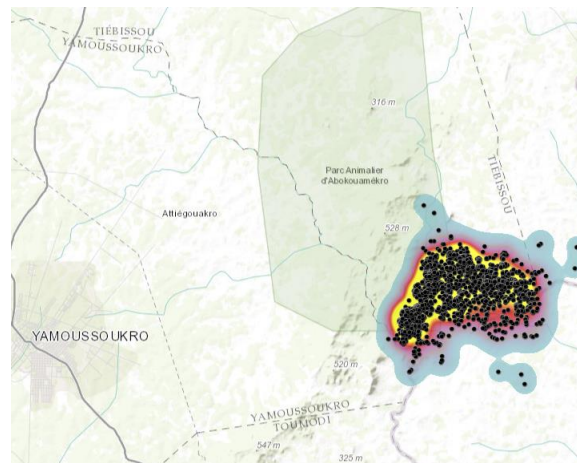 TIÉBISSOU
YAMOUSSOUKRO
316 m
Parc Animalier
d'Abokouamékro
TIÉBISSOU
Attiégouakro
528 m
YAMOUSSOUKRO
520 m
YAMOUSSOUKRO
TOUMODI
547 m
325 m